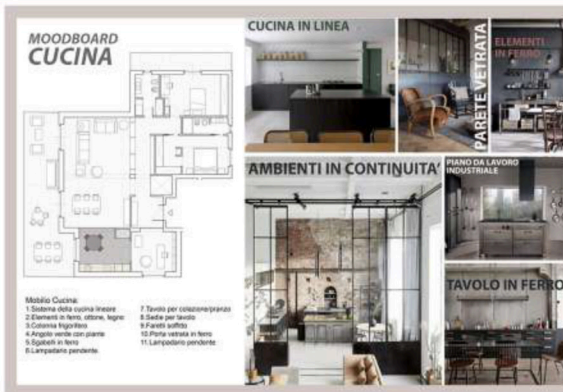 MOODBOARD
CUCINA
CUCINA IN LINEA
PARETE VETRATA
ELEMENTI
IN FERRO
AMBIENTI IN CONTINUITA'
PIANO DA LAVORO
INDUSTRIALE
TAVOLO IN FERRO
Mobilio Cucina:
1.Sistema della cucina lineare
2.Elementi in ferro, ottone, legno
3.Colonna frigorifero
4.Angolo verde con piante
5.Sgabelli in ferro
6.Lampadario pendente
7.Tavolo per colazione/pranzo
8.Sedia per tavolo
9.Faretti soffitto
10.Porta vetrata in ferro
11.Lampadario pendente